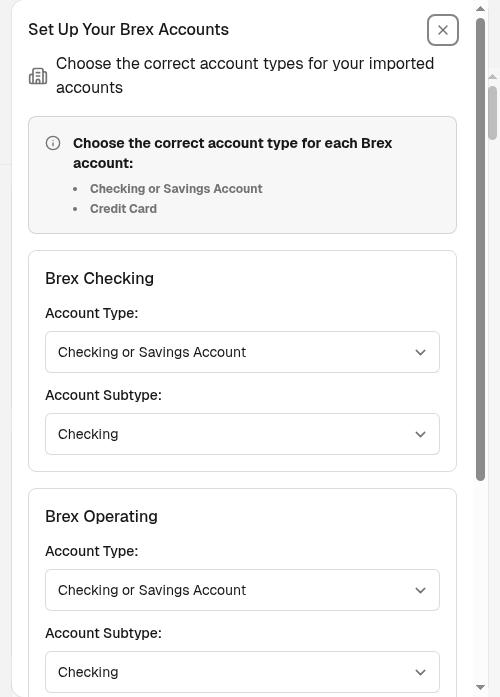 Set Up Your Brex Accounts
Choose the correct account types for your imported
accounts
Choose the correct account type for each Brex
account:
• Checking or Savings Account
• Credit Card
Brex Checking
Account Type:
Checking or Savings Account
Account Subtype:
Checking
Brex Operating
Account Type:
Checking or Savings Account
Account Subtype:
Checking